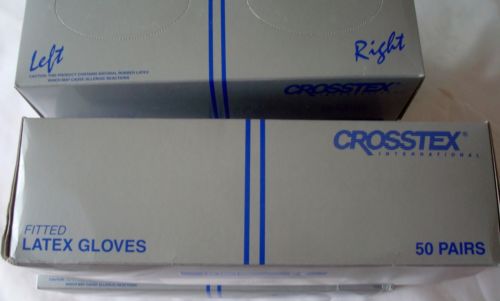 Left
Right
CAUTION: THIS PRODUCT CONTAINS NATURAL RUBBER LATEX
WHICH MAY CAUSE ALLERGIC REACTIONS
CROSSTEX®
CROSSTEX®
INTERNATIONAL
FITTED
LATEX GLOVES
50 PAIRS